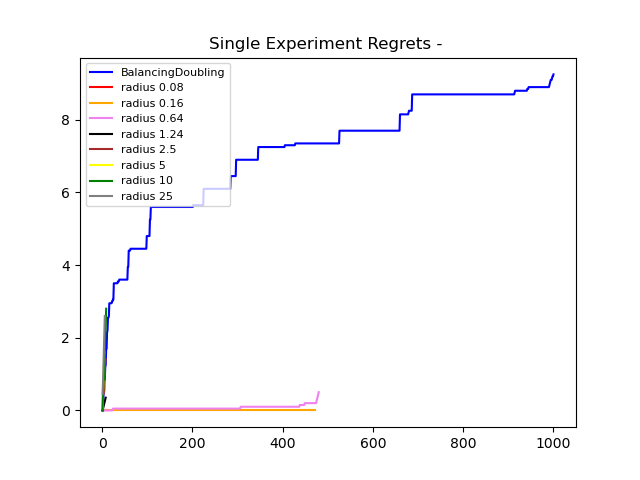 Single Experiment Regrets -
BalancingDoubling
radius 0.08
radius 0.16
radius 0.64
radius 1.24
radius 2.5
radius 5
radius 10
radius 25
8
6
4
2
0
0 200 400 600 800 1000